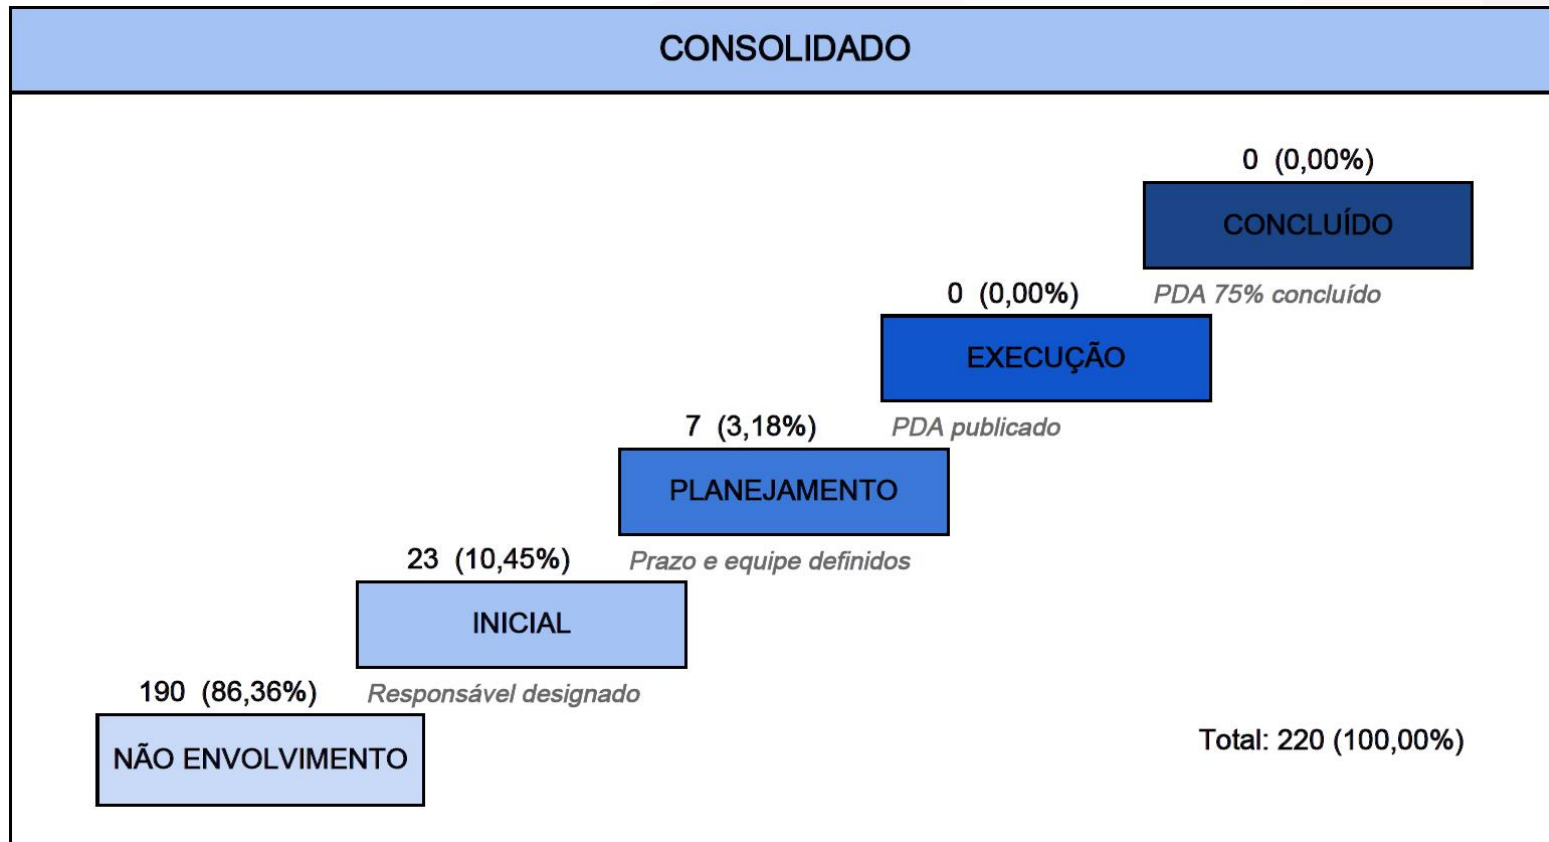 CONSOLIDADO
0 (0,00%)
CONCLUÍDO
PDA 75% concluído
0 (0,00%)
EXECUÇÃO
PDA publicado
7 (3,18%)
PLANEJAMENTO
Prazo e equipe definidos
23 (10,45%)
INICIAL
Responsável designado
190 (86,36%)
NÃO ENVOLVIMENTO
Total: 220 (100,00%)